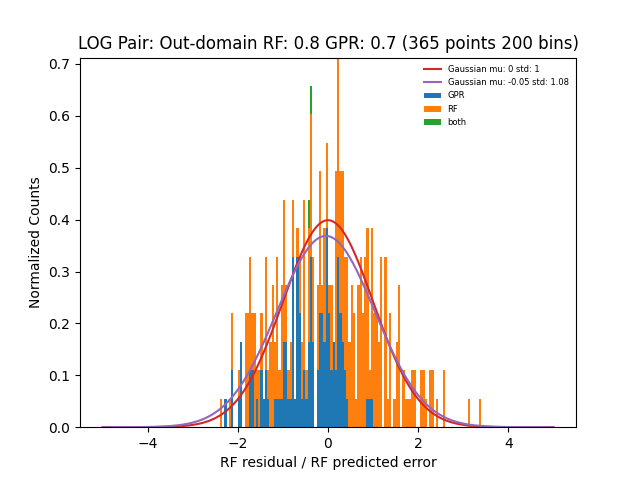 LOG Pair: Out-domain RF: 0.8 GPR: 0.7 (365 points 200 bins)
Gaussian mu: 0 std: 1
Gaussian mu: -0.05 std: 1.08
GPR
RF
both
Normalized Counts
0.7
0.6
0.5
0.4
0.3
0.2
0.1
0.0
−4 −2 0 2 4
RF residual / RF predicted error